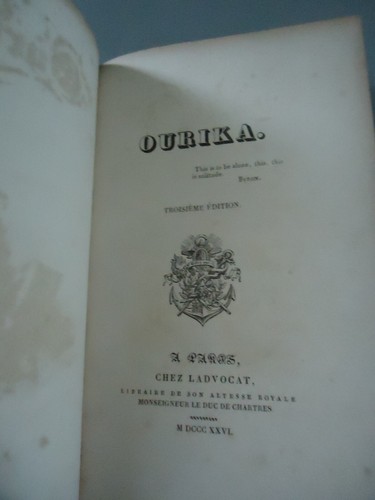 OURIKA.
This is to be alone, this, this
is solitude.
Byron.
TROISIÈME ÉDITION.
A PARIS,
CHEZ LADVOCAT,
LIBRAIRE DE SON ALTESSE ROYALE
MONSEIGNEUR LE DUC DE CHARTRES
M DCCC XXVI.